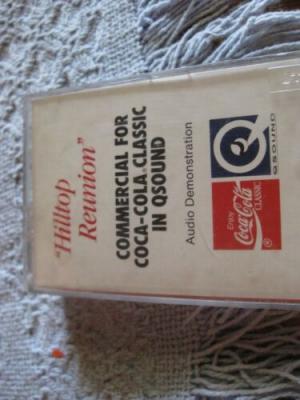 "Hilltop
Reunion"
COMMERCIAL FOR
COCA-COLA CLASSIC
IN QSOUND
Audio Demonstration
QSOUND
Enjoy
Coca-Cola
CLASSIC
®